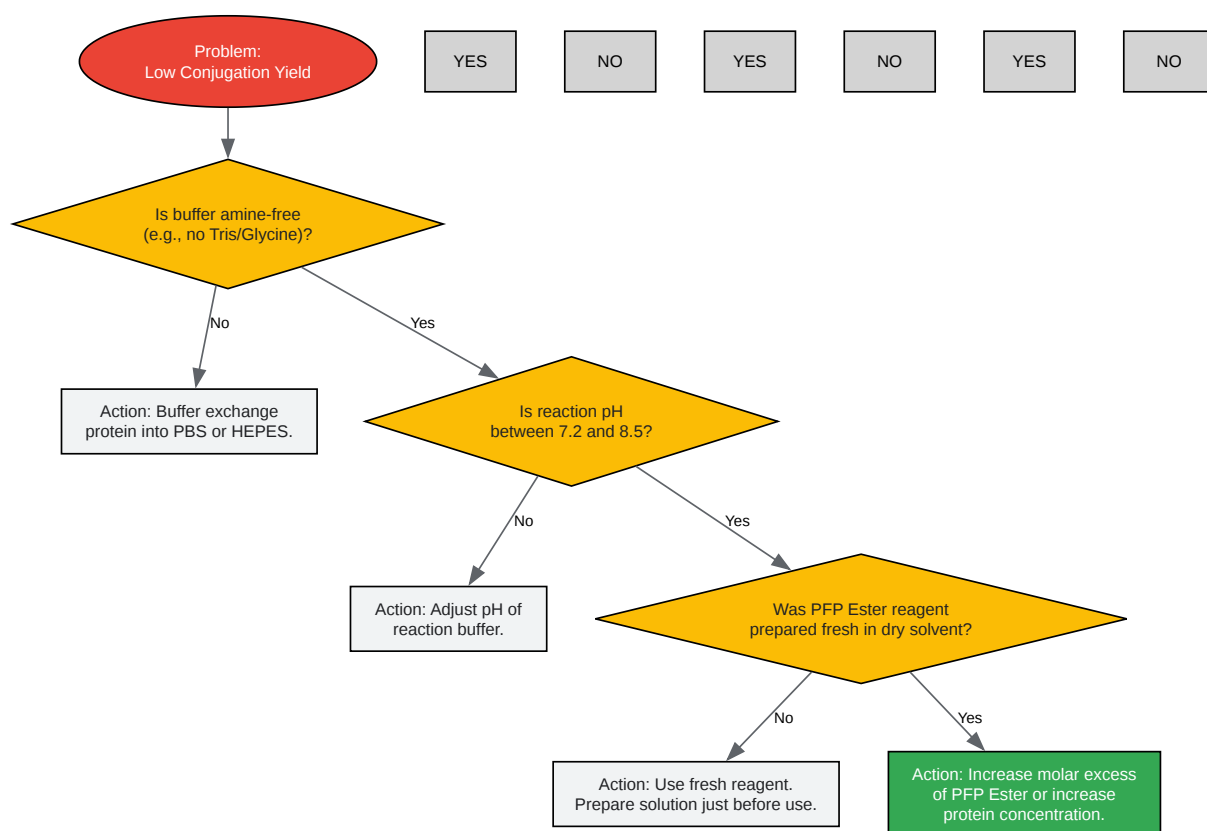 Problem:
Low Conjugation Yield
YES
NO
YES
NO
YES
NO
Is buffer amine-free
(e.g., no Tris/Glycine)?
No
Yes
Action: Buffer exchange
protein into PBS or HEPES.
Is reaction pH
between 7.2 and 8.5?
No
Yes
Action: Adjust pH of
reaction buffer.
Was PFP Ester reagent
prepared fresh in dry solvent?
No
Yes
Action: Use fresh reagent.
Prepare solution just before use.
Action: Increase molar excess
of PFP Ester or increase
protein concentration.